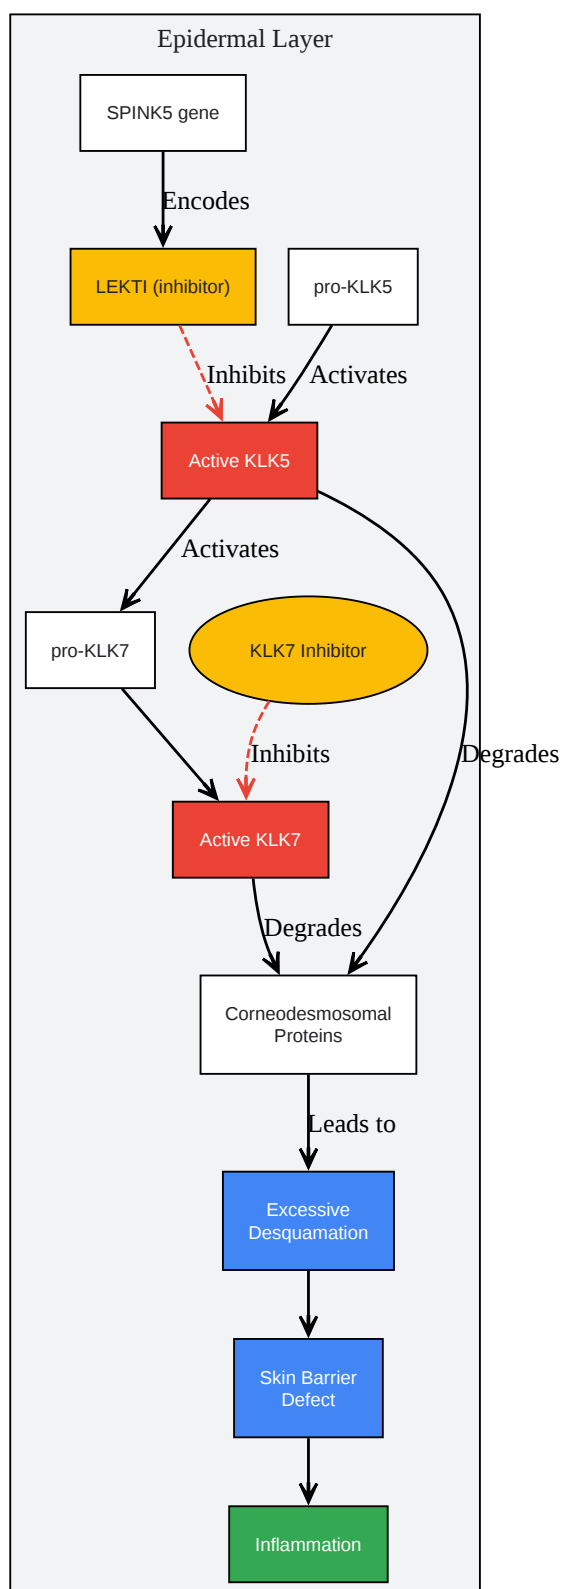 Epidermal Layer
SPINK5 gene
Encodes
LEKTI (inhibitor)
pro-KLK5
Inhibits
Activates
Active KLK5
Activates
pro-KLK7
KLK7 Inhibitor
Inhibits
Degrades
Active KLK7
Degrades
Corneodesmosomal
Proteins
Leads to
Excessive
Desquamation
Skin Barrier
Defect
Inflammation